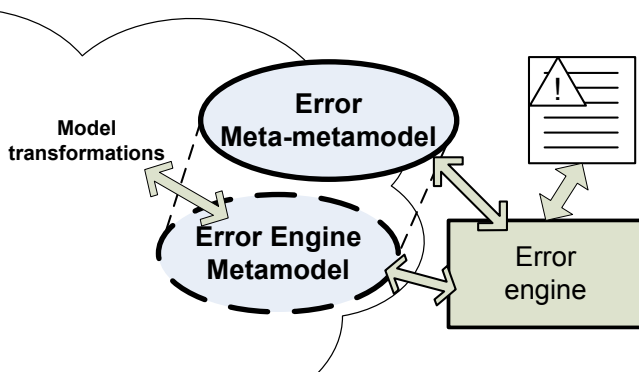 Error
Meta-metamodel
!
Model
transformations
Error Engine
Metamodel
Error
engine